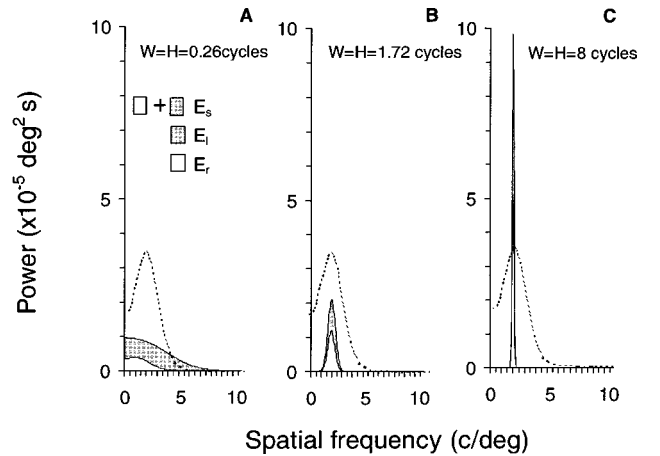 A
B
C
W=H=0.26cycles
W=H=1.72 cycles
W=H=8 cycles
10
10
10
+ Es
El
Er
5
5
5
0
0
0
0 5 10
0 5 10
0 5 10
Power (x10⁻⁵ deg² s)
Spatial frequency (c/deg)